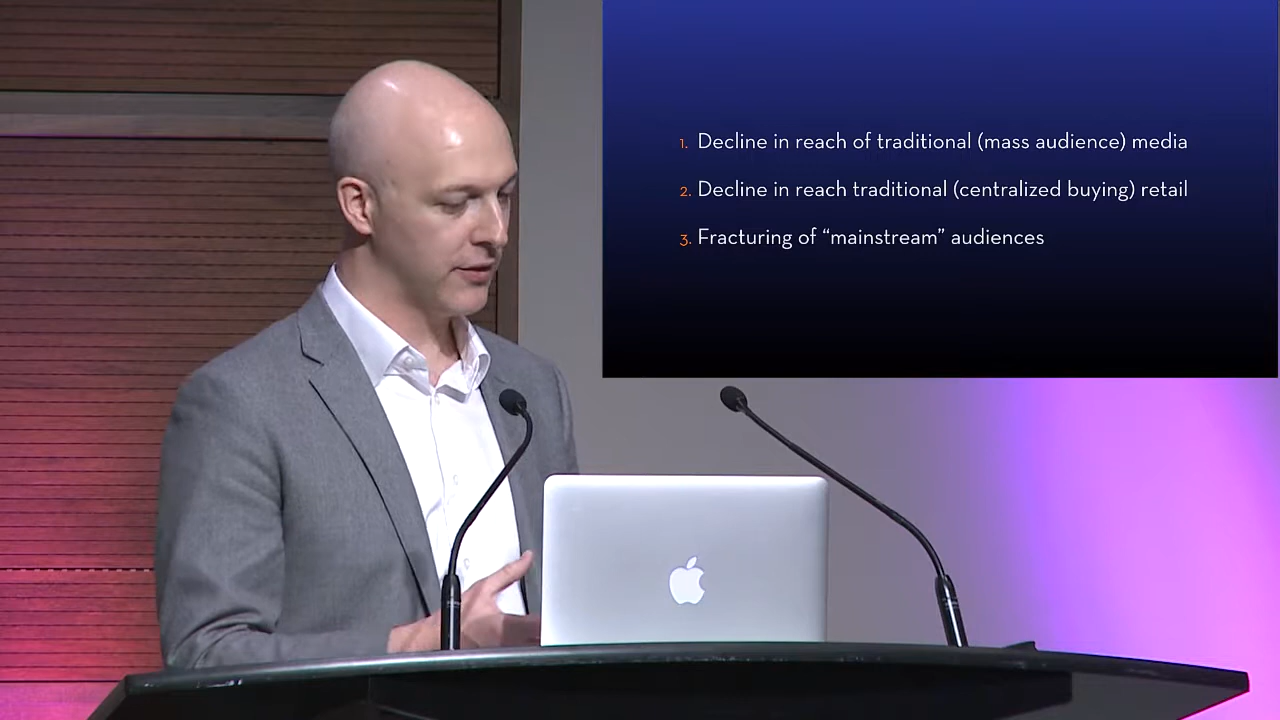 1. Decline in reach of traditional (mass audience) media
2. Decline in reach traditional (centralized buying) retail
3. Fracturing of “mainstream” audiences